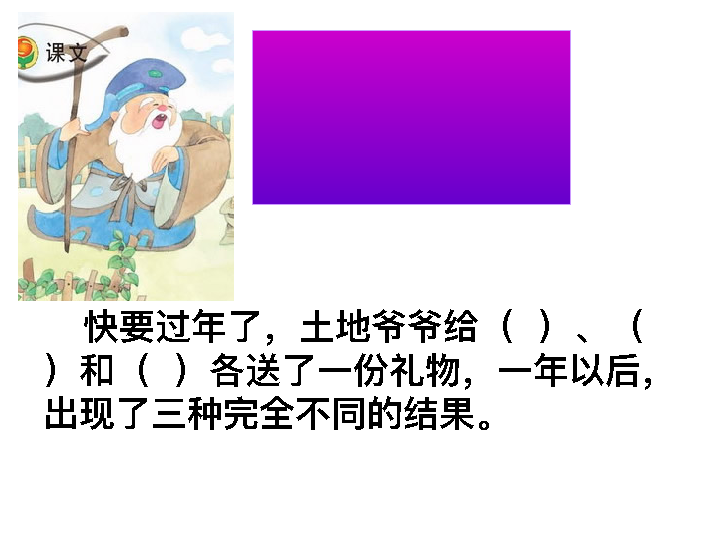 课文
快要过年了，土地爷爷给（ ）、（
）和（ ）各送了一份礼物，一年以后，
出现了三种完全不同的结果。